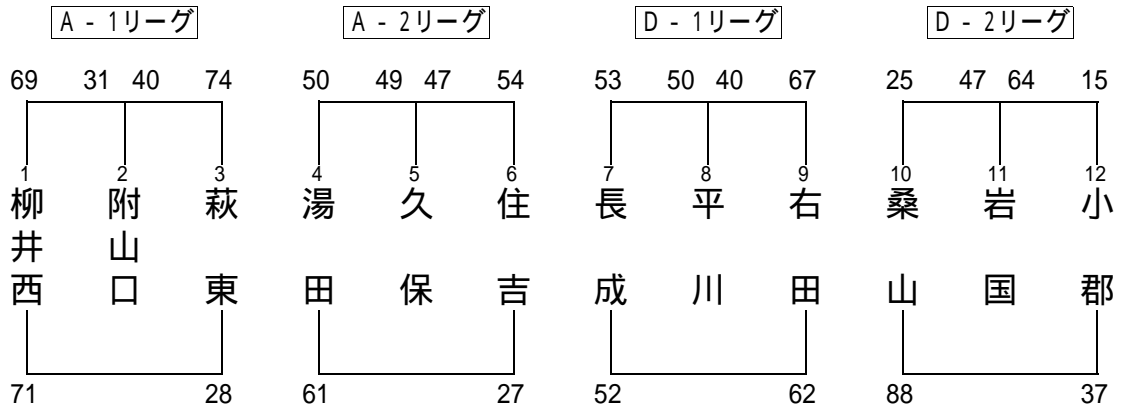 A - 1リーグ A - 2リーグ D - 1リーグ D - 2リーグ
69 31 40 74 50 49 47 54 53 50 40 67 25 47 64 15
1 2 3 4 5 6 7 8 9 10 11 12
柳井西 附山口 萩東 湯田 久保 住吉 長成 平川 右田 桑山 岩国 小郡
71 28 61 27 52 62 88 37